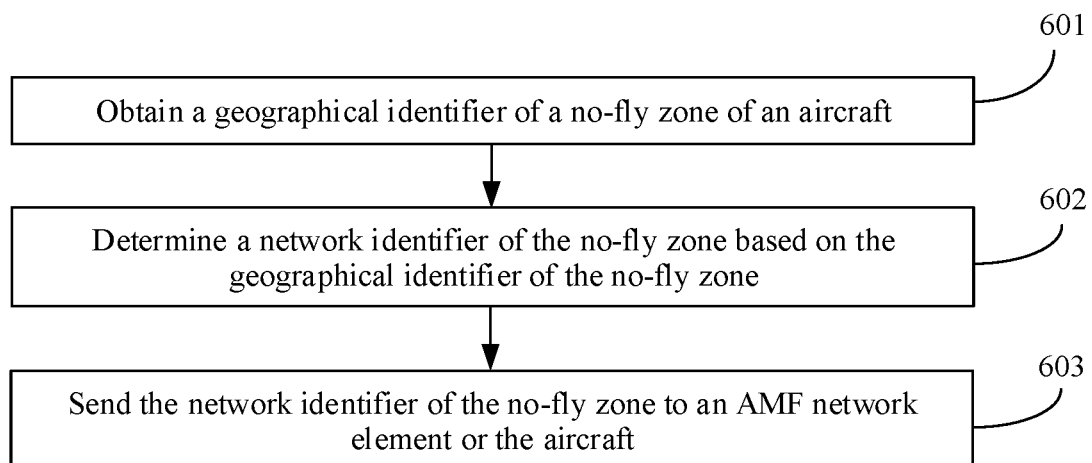 601
Obtain a geographical identifier of a no-fly zone of an aircraft
602
Determine a network identifier of the no-fly zone based on the
geographical identifier of the no-fly zone
603
Send the network identifier of the no-fly zone to an AMF network
element or the aircraft